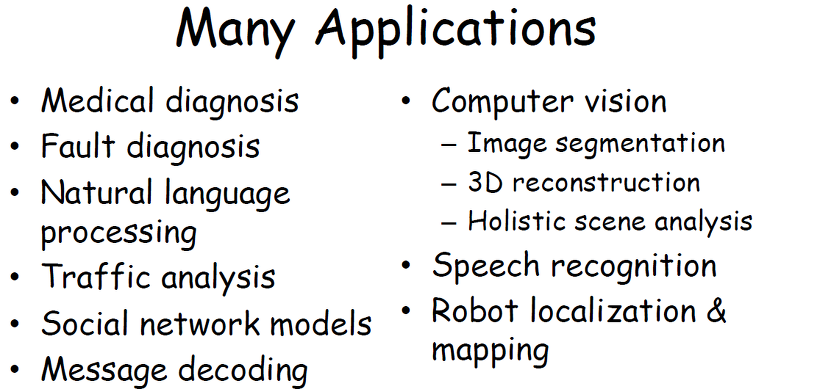 Many Applications
• Medical diagnosis
• Fault diagnosis
• Natural language
processing
• Traffic analysis
• Social network models
• Message decoding
• Computer vision
– Image segmentation
– 3D reconstruction
– Holistic scene analysis
• Speech recognition
• Robot localization &
mapping